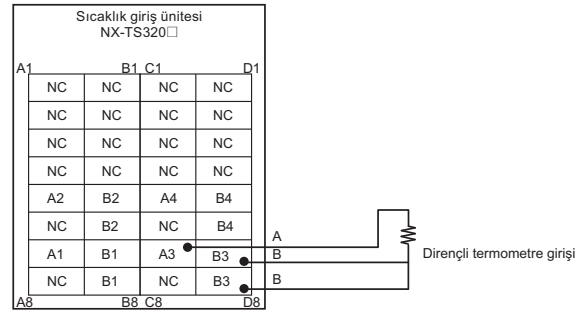 Sıcaklık giriş ünitesi
NX-TS320□
A1 B1 C1 D1
NC NC NC NC
NC NC NC NC
NC NC NC NC
NC NC NC NC
A2 B2 A4 B4
NC B2 NC B4
A1 B1 A3 B3
NC B1 NC B3
A8 B8 C8 D8
A
B
B
Dirençli termometre girişi